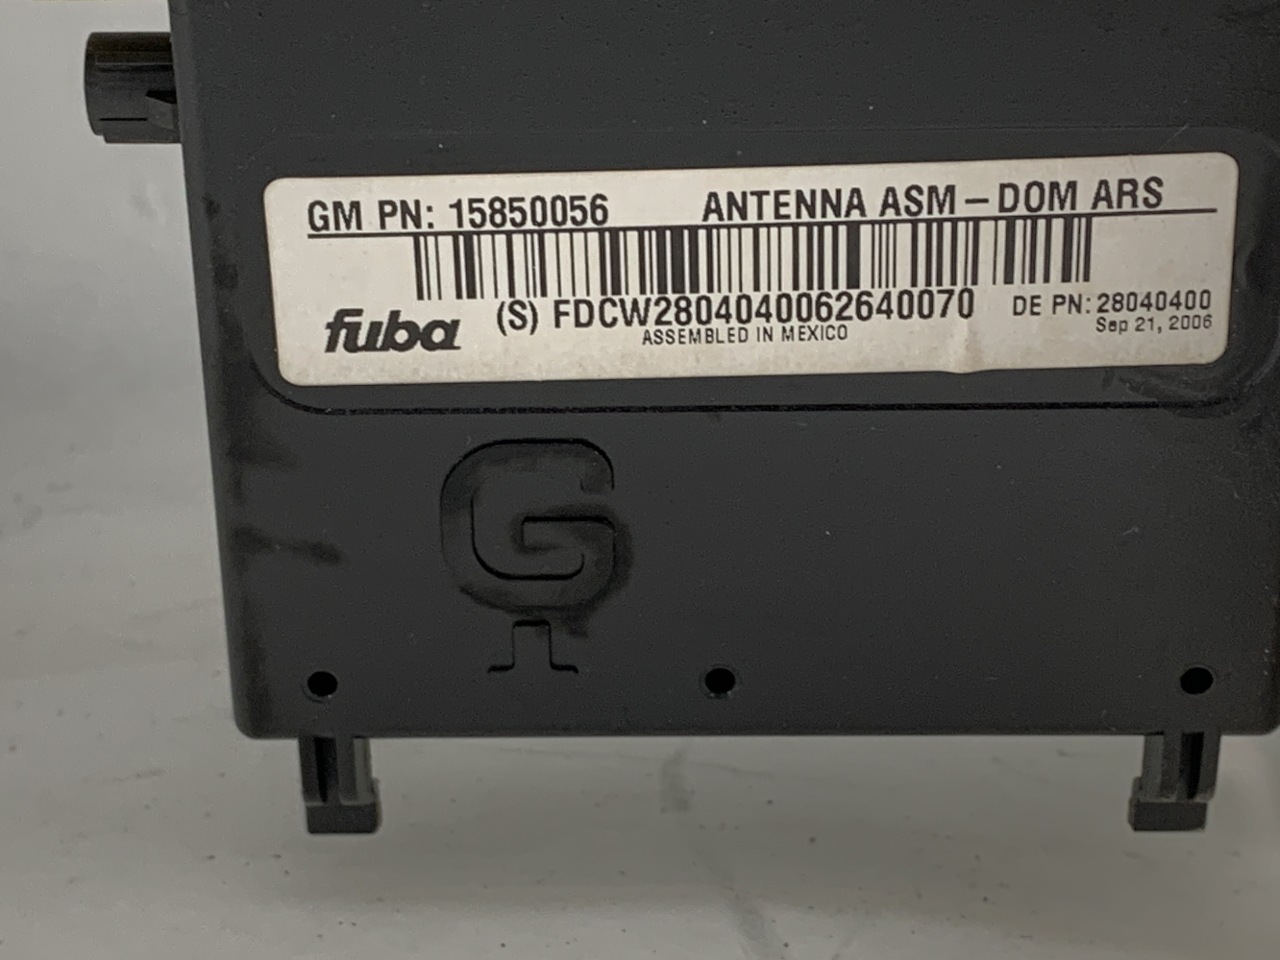 GM PN: 15850056 ANTENNA ASM – DOM ARS
fuba (S) FDCW2804040062640070 DE PN: 28040400
ASSEMBLED IN MEXICO Sep 21, 2006
G